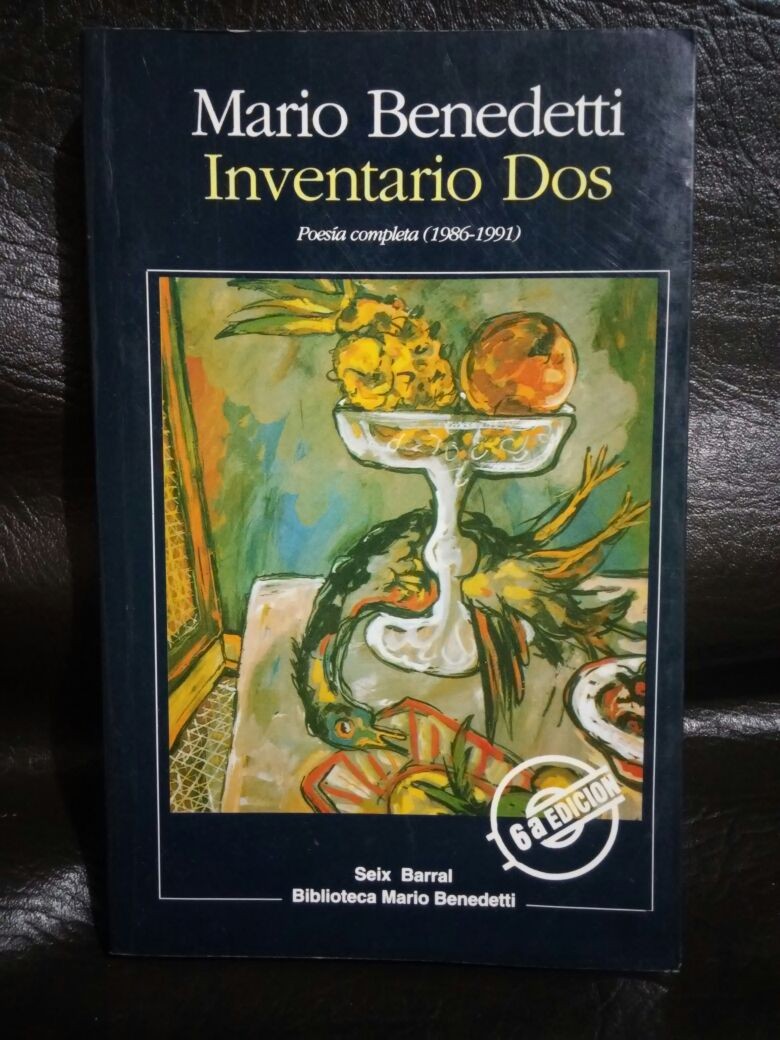 Mario Benedetti
Inventario Dos
Poesía completa (1986-1991)
6a EDICION
Seix Barral
Biblioteca Mario Benedetti